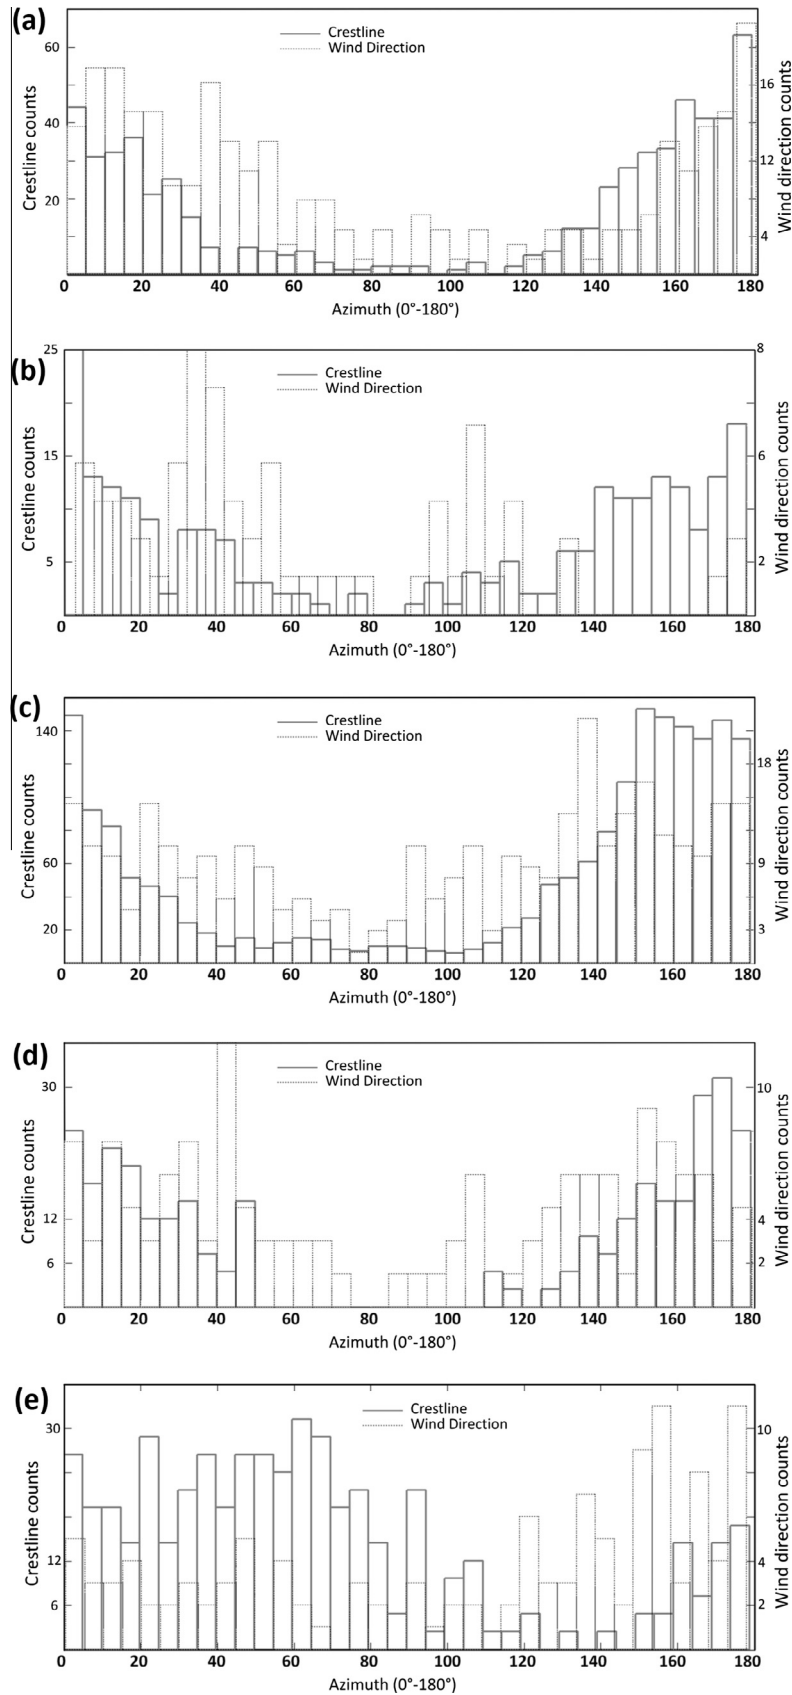 (a)
Crestline
Wind Direction
60
40
20
16
12
4
Crestline counts
Wind direction counts
0 20 40 60 80 100 120 140 160 180
Azimuth (0°-180°)
(b)
Crestline
Wind Direction
25
15
5
8
6
2
Crestline counts
Wind direction counts
0 20 40 60 80 100 120 140 160 180
Azimuth (0°-180°)
(c)
Crestline
Wind Direction
140
60
20
18
9
3
Crestline counts
Wind direction counts
0 20 40 60 80 100 120 140 160 180
Azimuth (0°-180°)
(d)
Crestline
Wind Direction
30
12
6
10
4
2
Crestline counts
Wind direction counts
0 20 40 60 80 100 120 140 160 180
Azimuth (0°-180°)
(e)
Crestline
Wind Direction
30
12
6
10
4
2
Crestline counts
Wind direction counts
0 20 40 60 80 100 120 140 160 180
Azimuth (0°-180°)